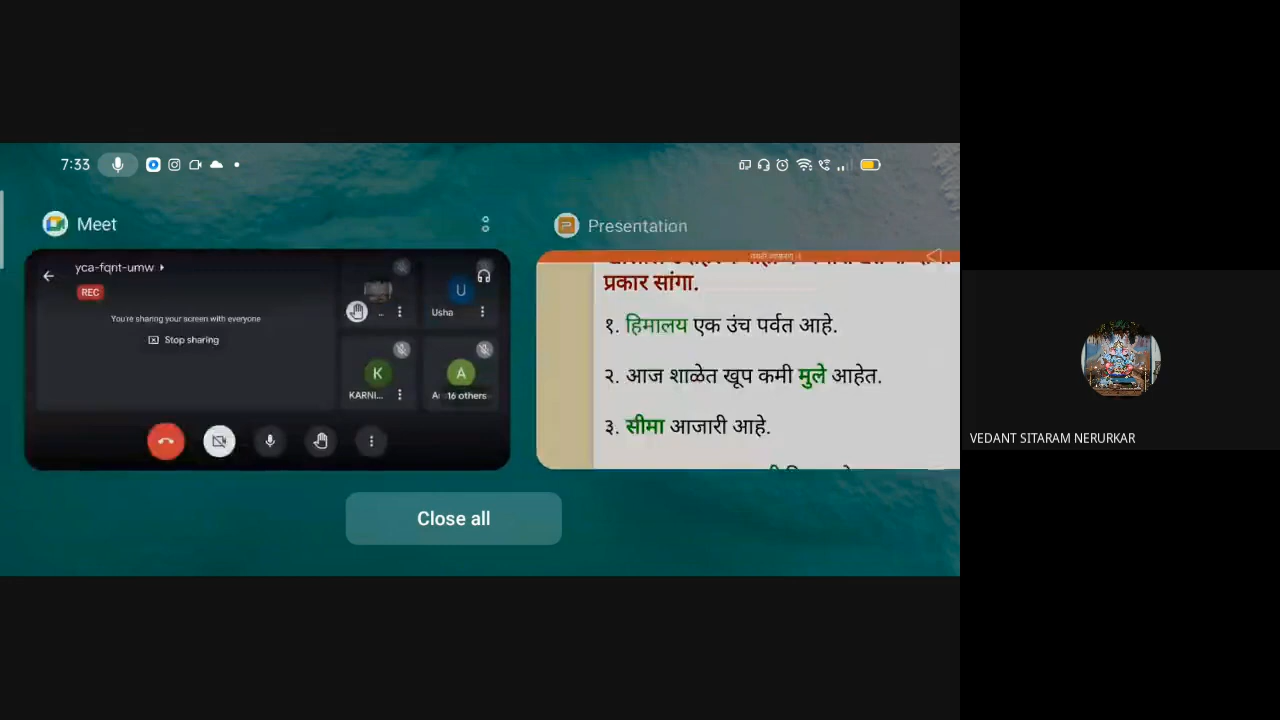 7:33
Meet
Presentation
yca-fqnt-umw
REC
You're sharing your screen with everyone
Stop sharing
U
Usha
K
KARNI...
A
16 others
प्रकार सांगा.
१. हिमालय एक उंच पर्वत आहे.
२. आज शाळेत खूप कमी मुले आहेत.
३. सीमा आजारी आहे.
Close all
VEDANT SITARAM NERURKAR